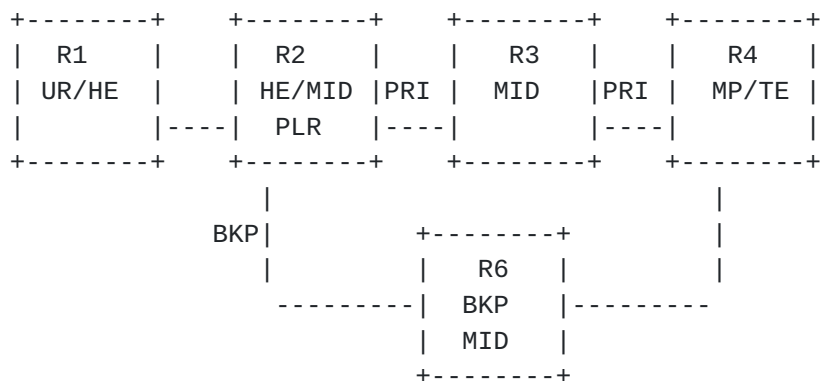 +--------+ +--------+ +--------+ +--------+
| R1 | | R2 | | R3 | | R4 |
| UR/HE | | HE/MID |PRI | MID |PRI | MP/TE |
| |----| PLR |----| |----| |
+--------+ +--------+ +--------+ +--------+
| |
BKP| +--------+ |
| | R6 | |
---------| BKP |---------
| MID |
+--------+